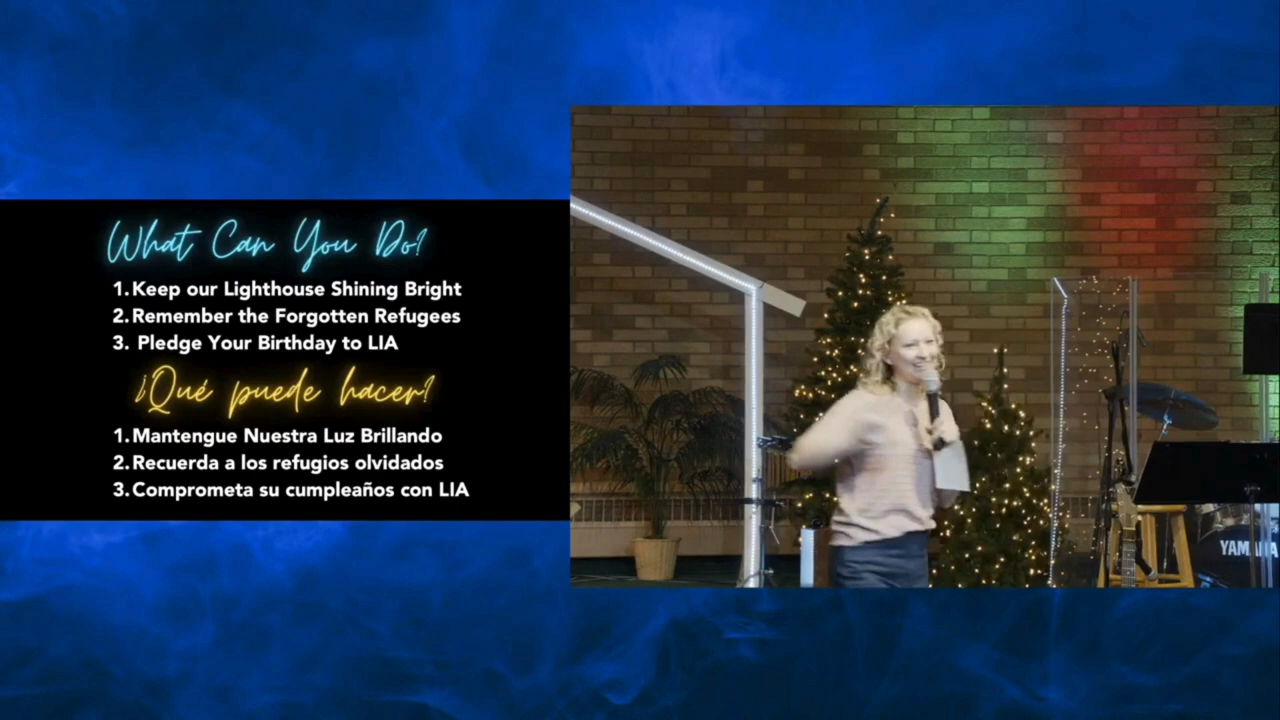 What Can You Do?
1. Keep our Lighthouse Shining Bright
2. Remember the Forgotten Refugees
3. Pledge Your Birthday to LIA
¿Qué puede hacer?
1. Mantengue Nuestra Luz Brillando
2. Recuerda a los refugios olvidados
3. Comprometa su cumpleaños con LIA
YAMAHA